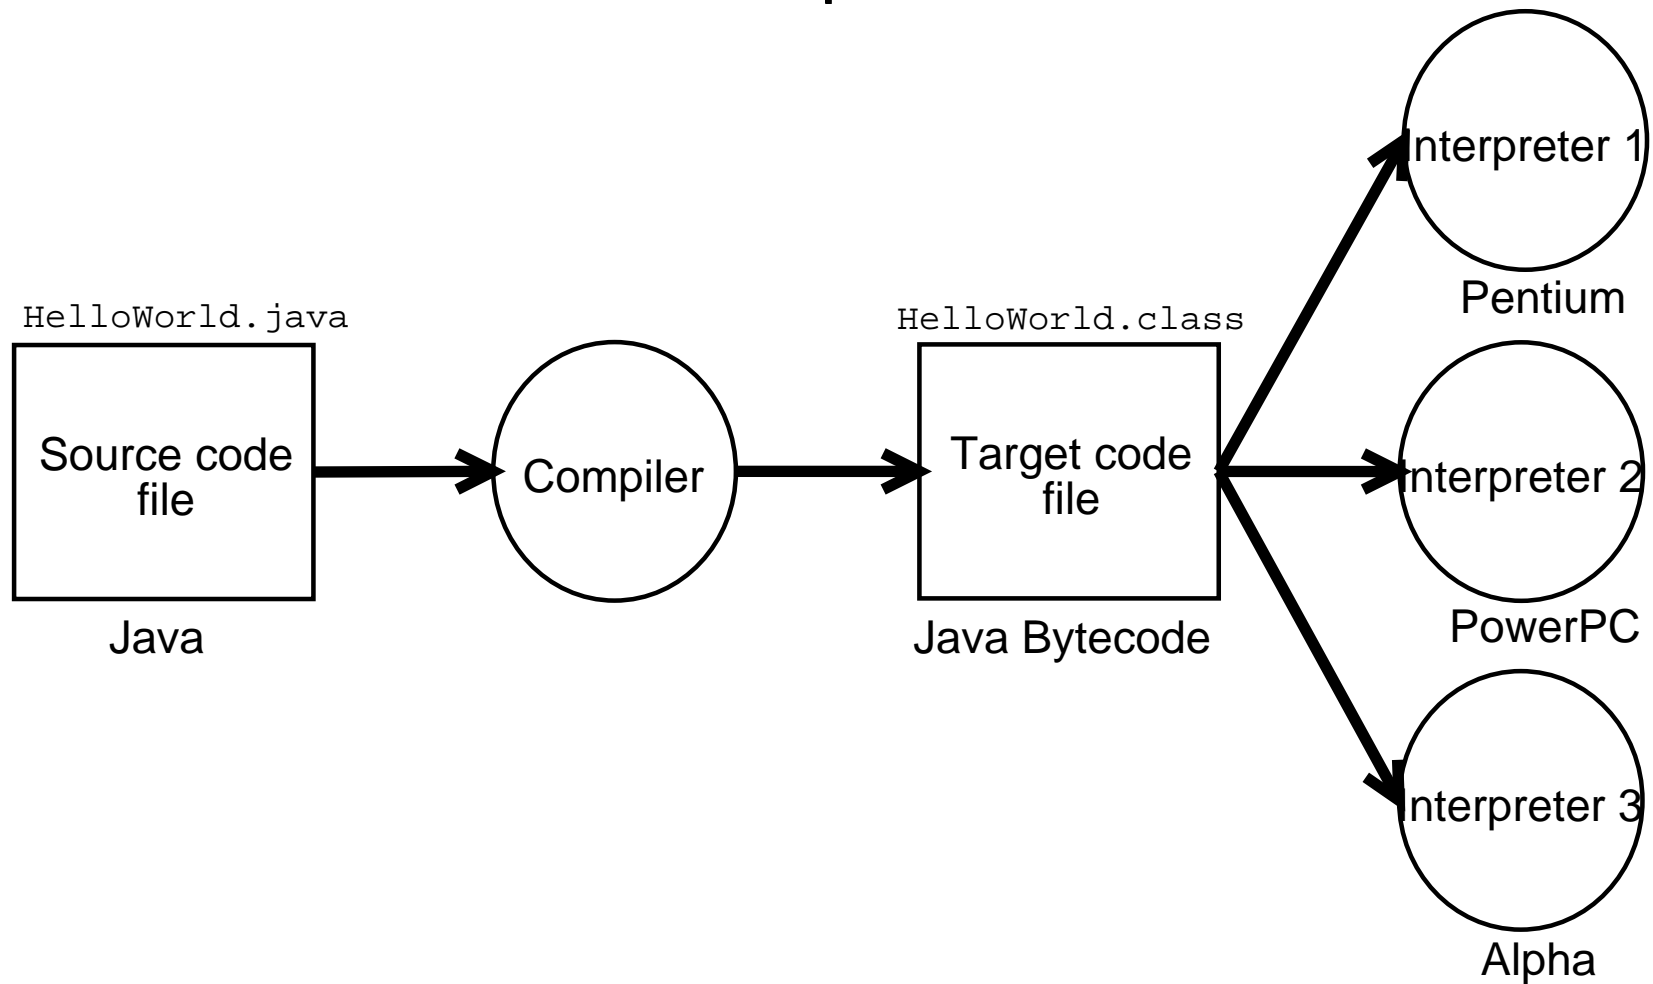 HelloWorld.java
Source code
file
Java
Compiler
HelloWorld.class
Target code
file
Java Bytecode
Interpreter 1
Pentium
Interpreter 2
PowerPC
Interpreter 3
Alpha